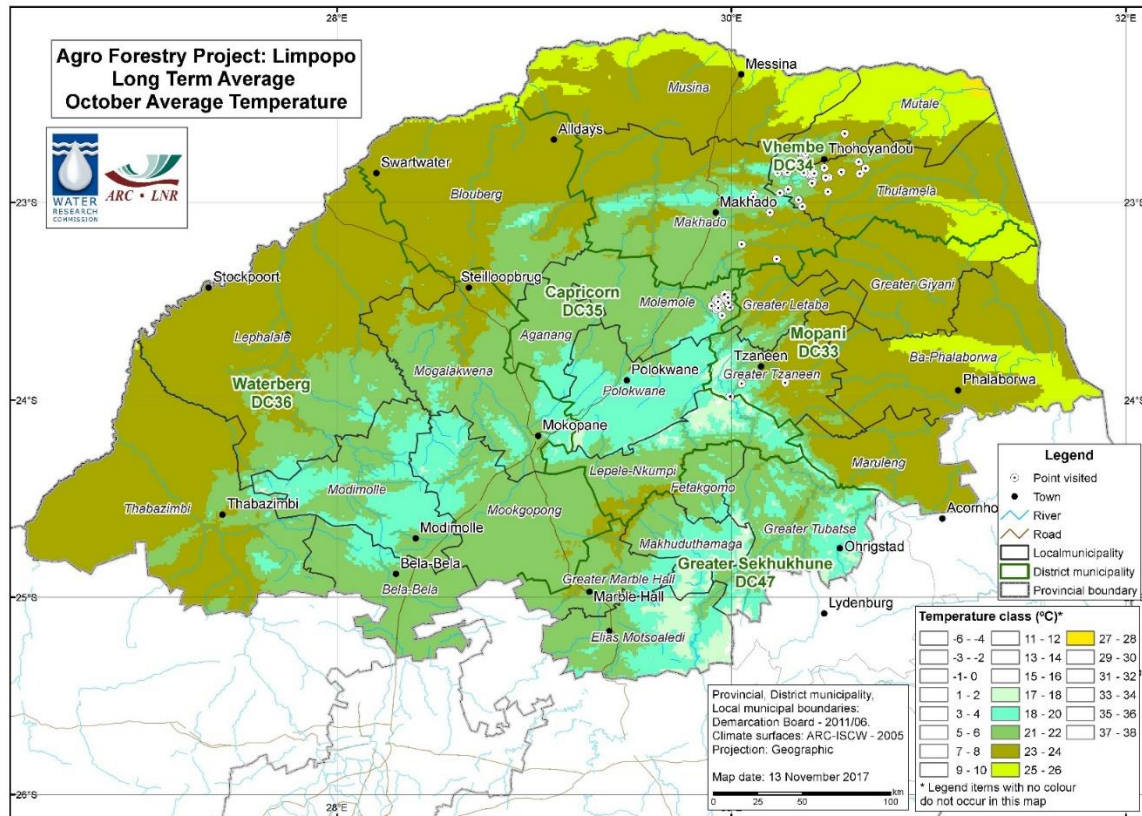 28°E
30°E
32°E
Agro Forestry Project: Limpopo
Long Term Average
October Average Temperature
WATER
RESEARCH
COMMISSION
ARC • LNR
Messina
Musina
Mutale
Alldays
Vhembe
DC34
Thohoyandou
Swartwater
Blouberg
Thulamela
23°S
23°S
Makhado
Makhado
Stockpoort
Steilloopbrug
Capricorn
DC35
Molemole
Greater Letaba
Greater Giyani
Lephalale
Aganang
Mopani
DC33
Tzaneen
Greater Tzaneen
Ba-Phalaborwa
Waterberg
DC36
Mogalakwena
Polokwane
Polokwane
Phalaborwa
24°S
24°S
Mokopane
Lepele-Nkumpi
Fetakgomo
Maruleng
Modimolle
Thabazimbi
Thabazimbi
Mookgopong
Modimolle
Makhuduthamaga
Greater Tubatse
Ohrigstad
Acornho
Bela-Bela
Bela-Bela
Greater Marble Hall
Marble Hall
Greater Sekhukhune
DC47
Lydenburg
25°S
Elias Motsoaledi
Legend
Point visited
Town
River
Road
Localmunicipality
District municipality
Provincial boundary
Temperature class (°C)*
-6 - -4
11 - 12
27 - 28
-3 - -2
13 - 14
29 - 30
-1- 0
15 - 16
31 - 32
1 - 2
17 - 18
33 - 34
3 - 4
18 - 20
35 - 36
5 - 6
21 - 22
37 - 38
7 - 8
23 - 24
9 - 10
25 - 26
* Legend items with no colour
do not occur in this map
Provincial, District municipality,
Local municipal boundaries:
Demarcation Board - 2011/06.
Climate surfaces: ARC-ISCW - 2005
Projection: Geographic
Map date: 13 November 2017
km
0 25 50 100
26°S
26°S
28°E
32°E